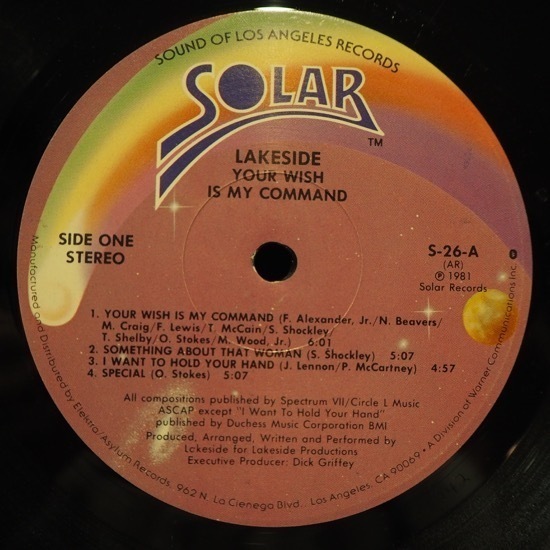 SOUND OF LOS ANGELES RECORDS
SOLAR
TM
LAKESIDE
YOUR WISH
IS MY COMMAND
SIDE ONE
STEREO
S-26-A
(AR)
℗ 1981
Solar Records
0
1. YOUR WISH IS MY COMMAND (F. Alexander, Jr./N. Beavers/
M. Craig/F. Lewis/T. McCain/S. Shockley/
T. Shelby/O. Stokes/M. Wood, Jr.) 6:01
2. SOMETHING ABOUT THAT WOMAN (S. Shockley) 5:07
3. I WANT TO HOLD YOUR HAND (J. Lennon/P. McCartney) 4:57
4. SPECIAL (O. Stokes) 5:07
All compositions published by Spectrum VII/Circle L Music
ASCAP except "I Want To Hold Your Hand"
published by Duchess Music Corporation BMI
Produced, Arranged, Written and Performed by
Lakeside for Lakeside Productions
Executive Producer: Dick Griffey
Manufactured and Distributed by Elektra/Asylum Records, 962 N. La Cienega Blvd., Los Angeles, CA 90069 • A Division of Warner Communications Inc.